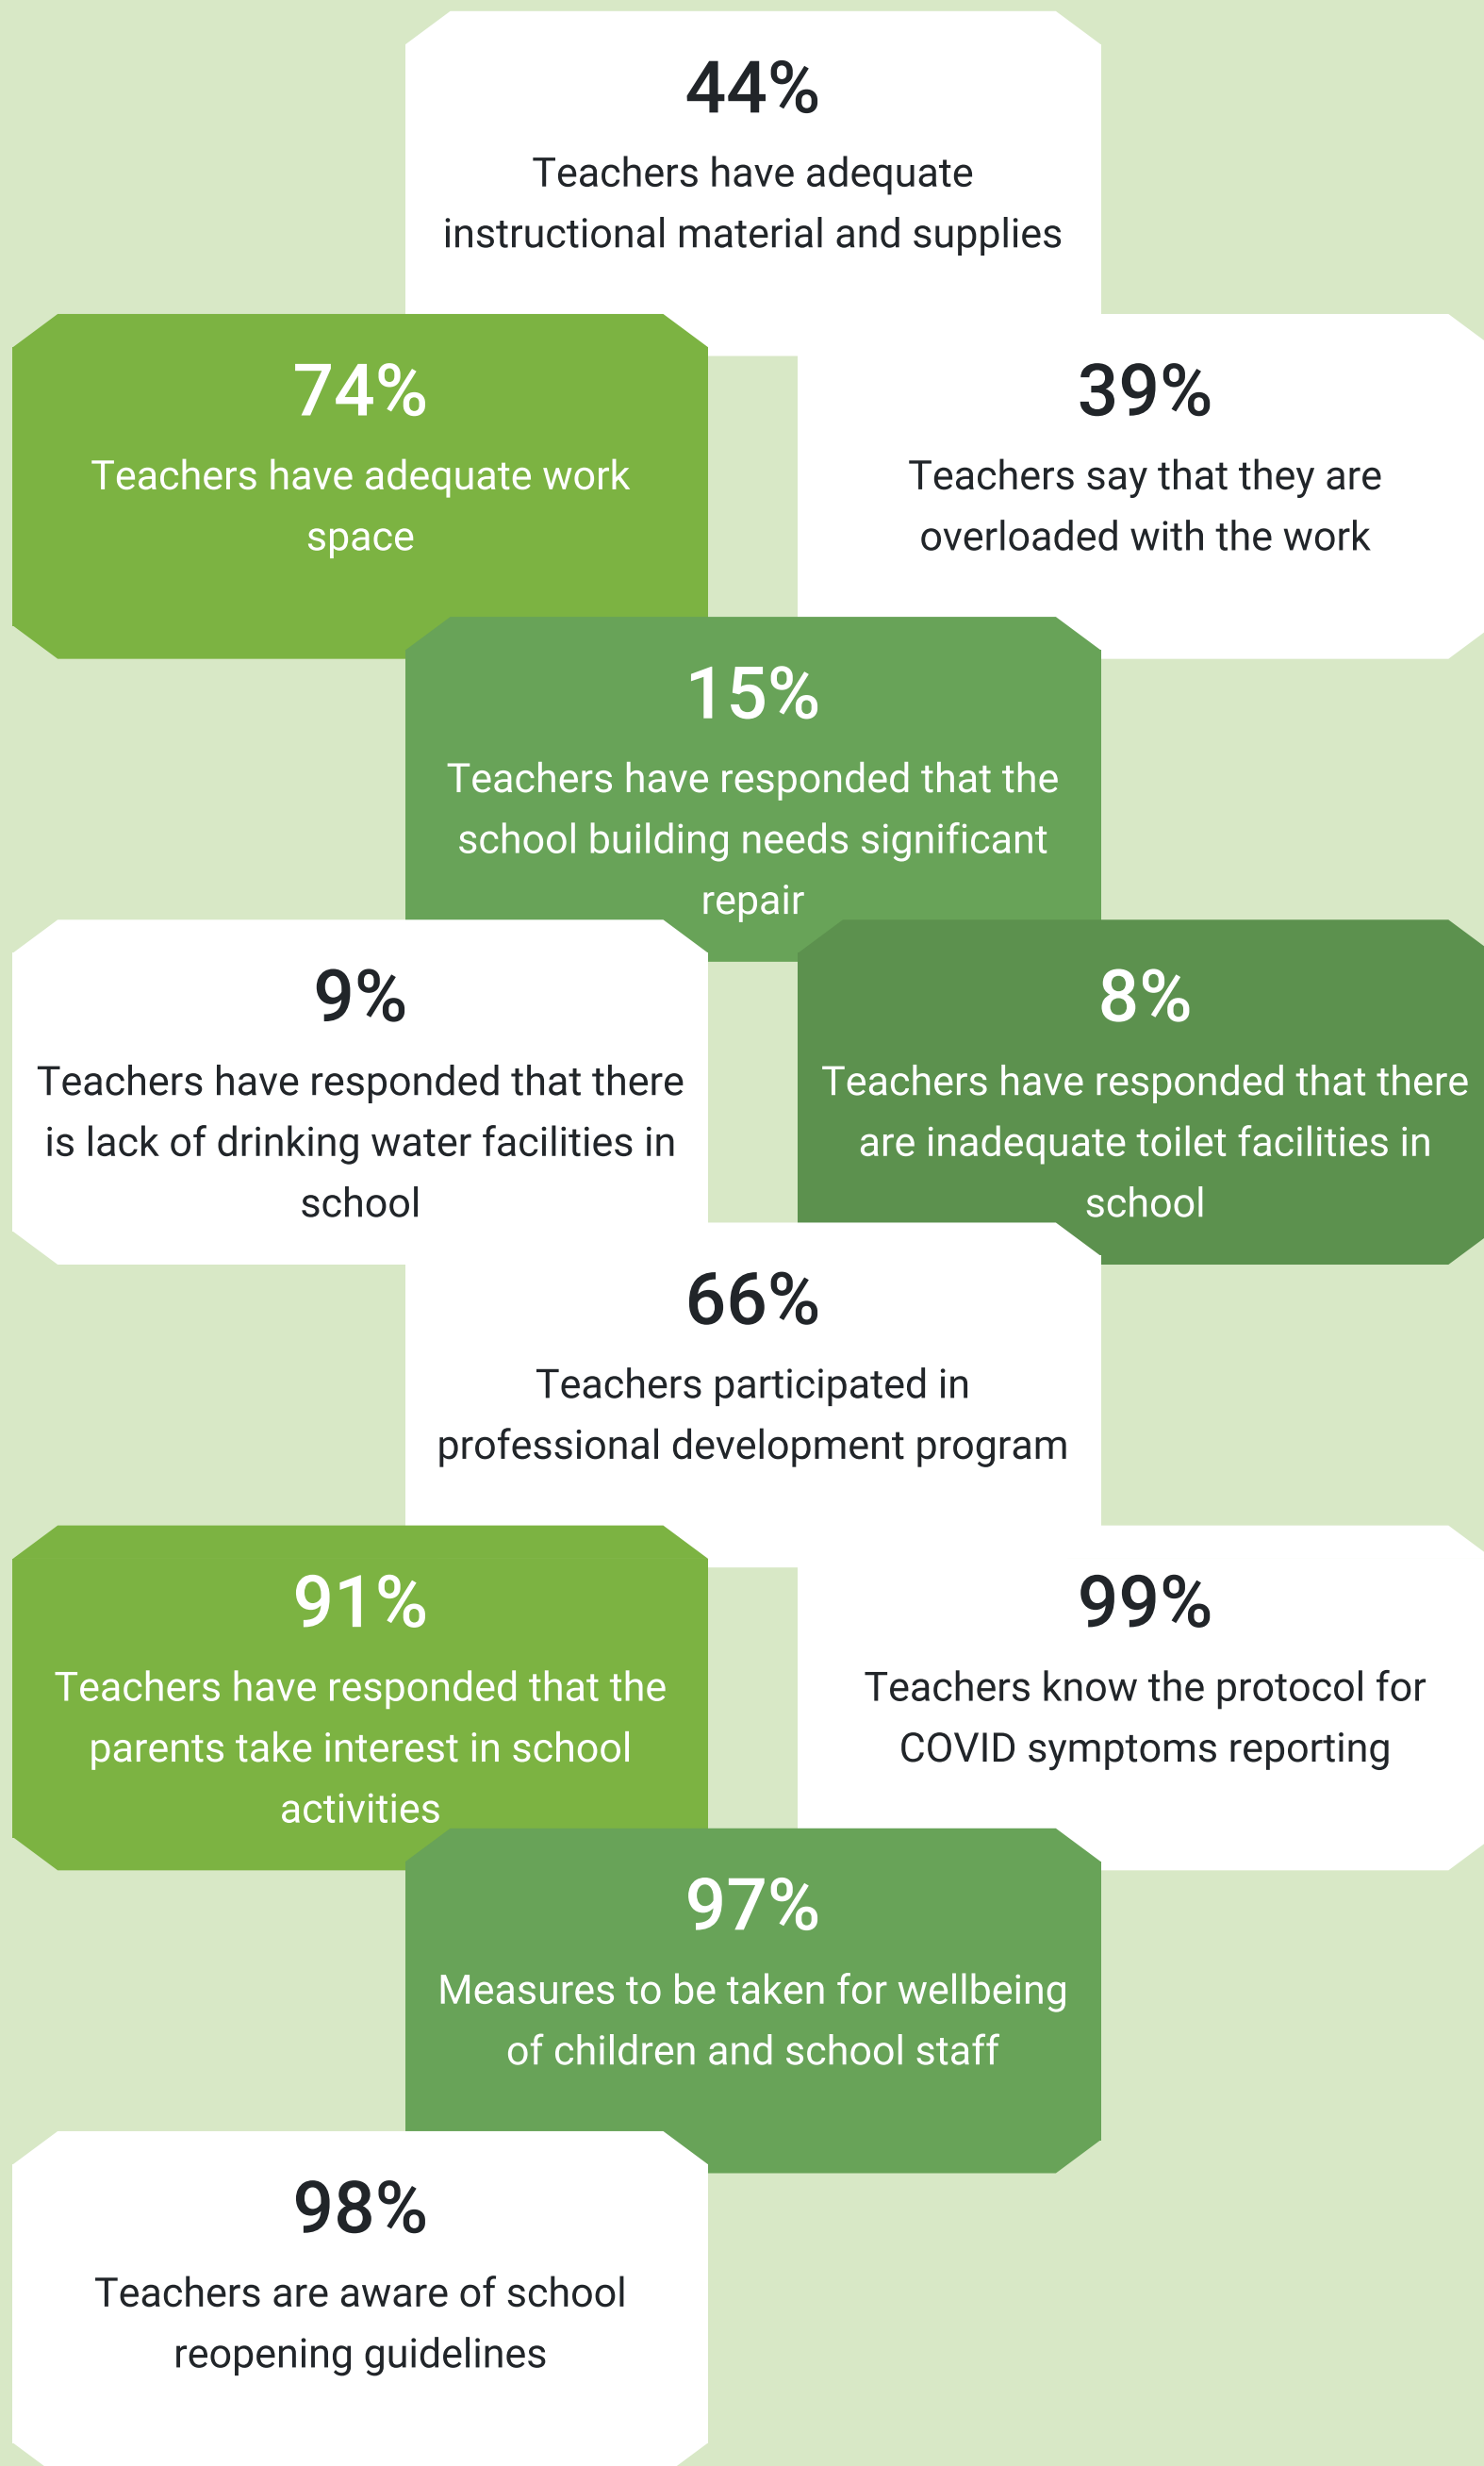 44%
Teachers have adequate
instructional material and supplies
74%
Teachers have adequate work
space
39%
Teachers say that they are
overloaded with the work
15%
Teachers have responded that the
school building needs significant
repair
9%
Teachers have responded that there
is lack of drinking water facilities in
school
8%
Teachers have responded that there
are inadequate toilet facilities in
school
66%
Teachers participated in
professional development program
91%
Teachers have responded that the
parents take interest in school
activities
99%
Teachers know the protocol for
COVID symptoms reporting
97%
Measures to be taken for wellbeing
of children and school staff
98%
Teachers are aware of school
reopening guidelines